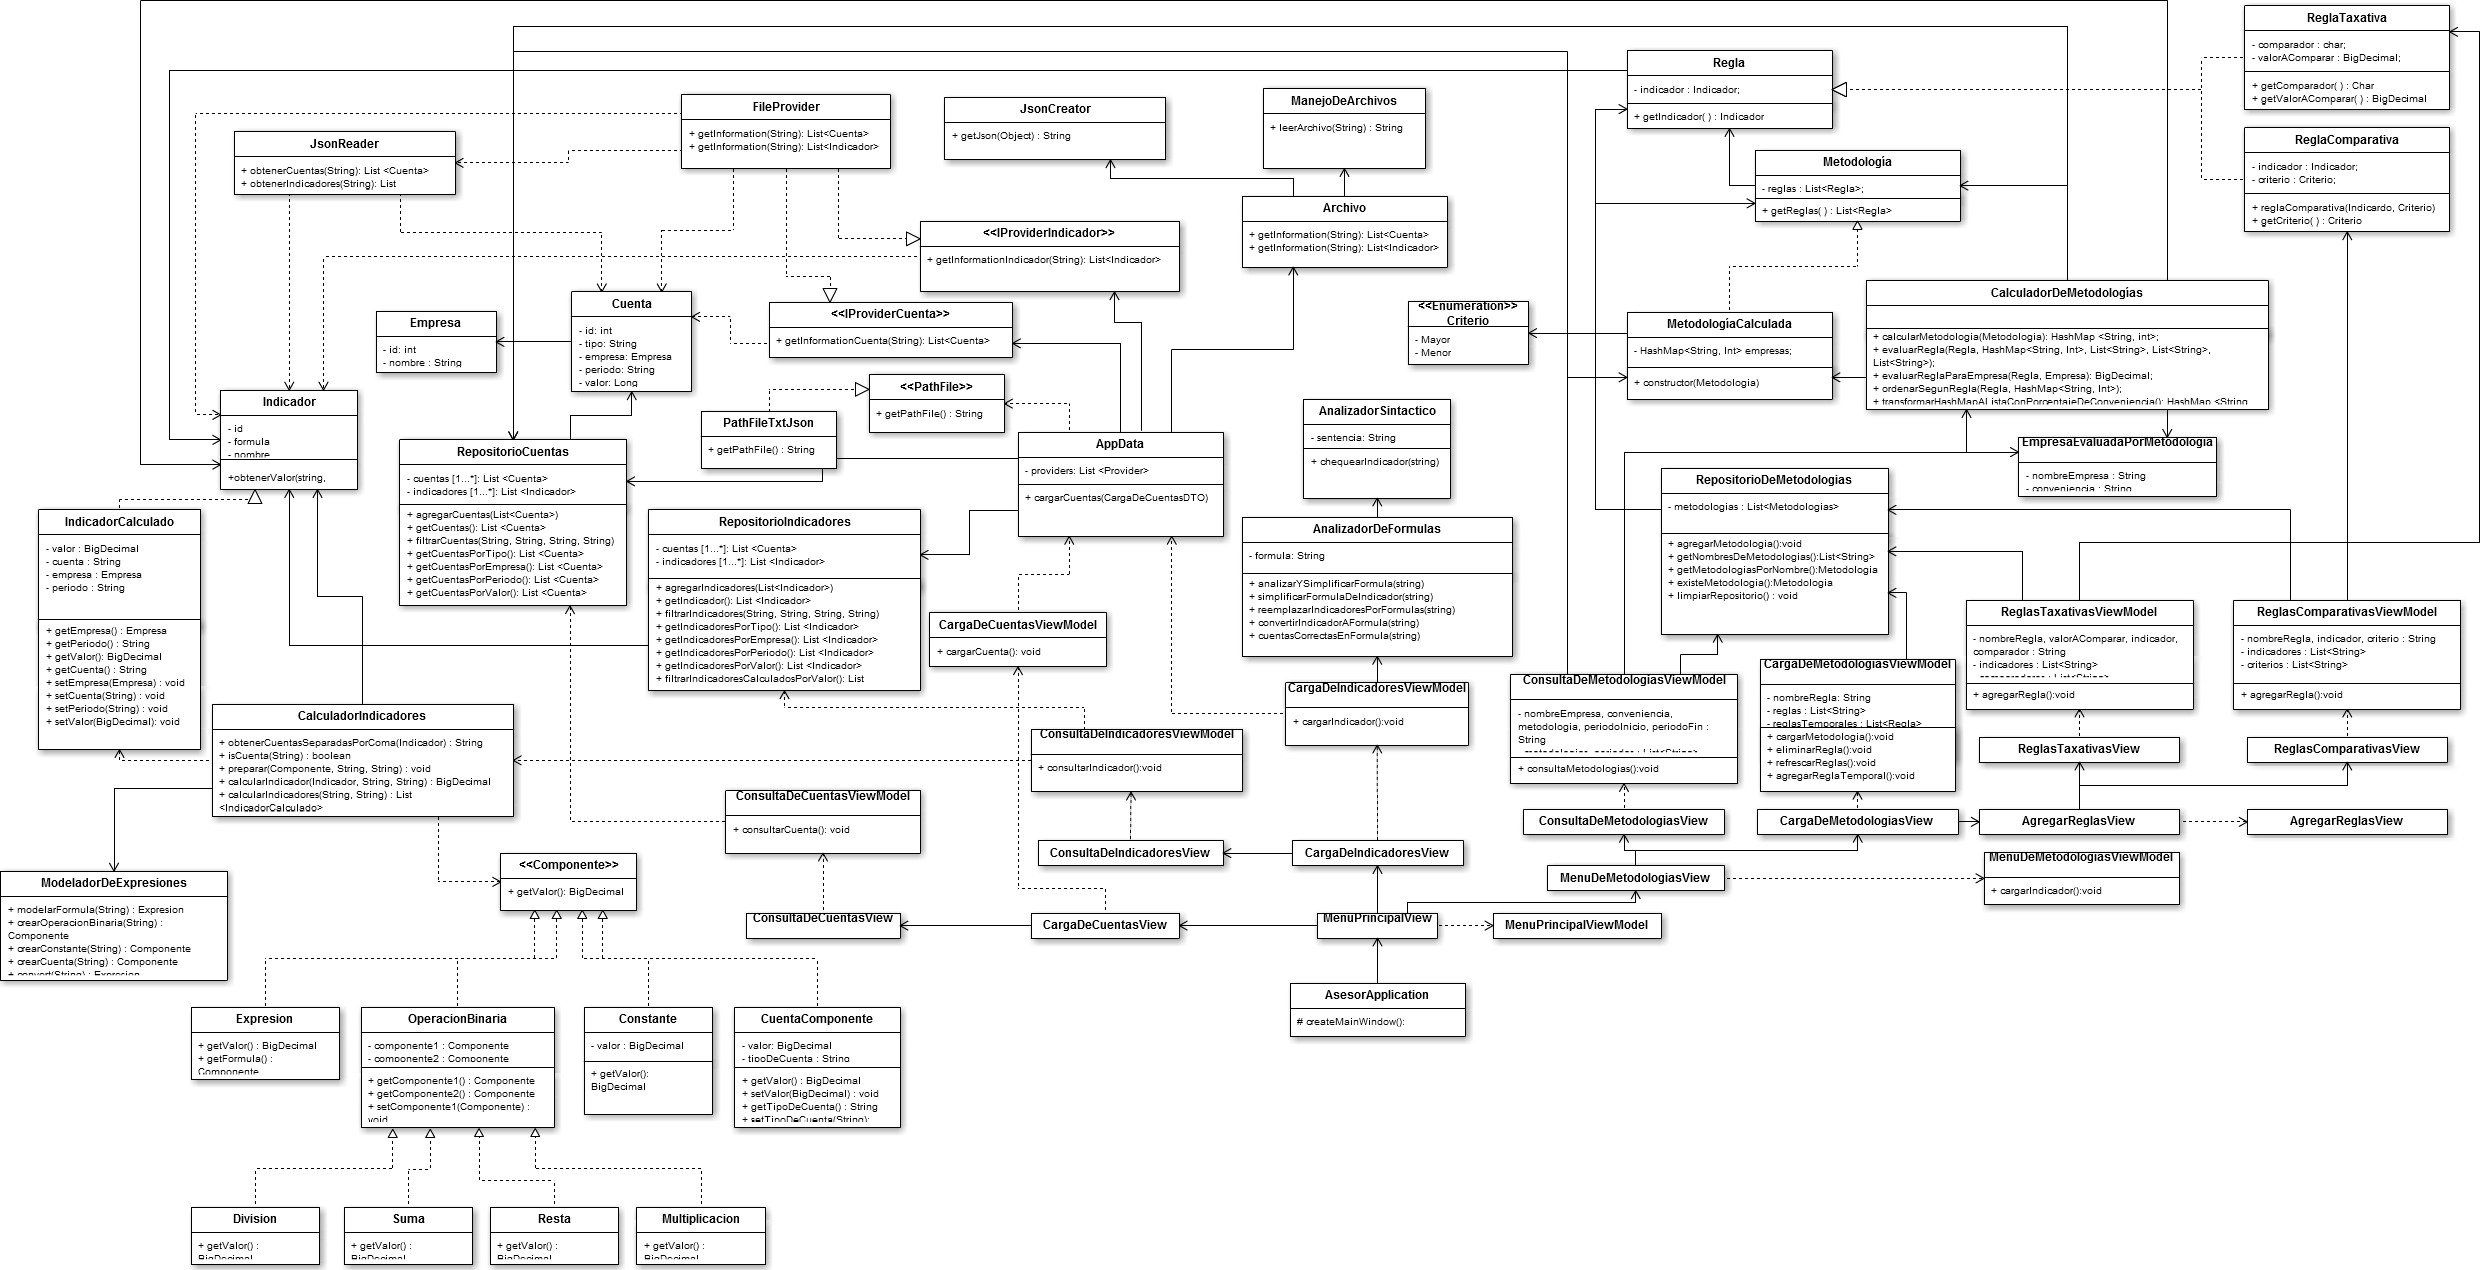 ReglaTaxativa
- comparador : char;
- valorAComparar : BigDecimal;
+ getComparador( ) : Char
+ getValorAComparar( ) : BigDecimal
Regla
- indicador : Indicador;
+ getIndicador( ) : Indicador
FileProvider
+ getInformation(String): List<Cuenta>
+ getInformation(String): List<Indicador>
JsonCreator
+ getJson(Object) : String
ManejoDeArchivos
+ leerArchivo(String) : String
JsonReader
+ obtenerCuentas(String): List <Cuenta>
+ obtenerIndicadores(String): List
ReglaComparativa
- indicador : Indicador;
- criterio : Criterio;
+ reglaComparativa(Indicardo, Criterio)
+ getCriterio( ) : Criterio
Metodología
- reglas : List<Regla>;
+ getReglas( ) : List<Regla>
Archivo
+ getInformation(String): List<Cuenta>
+ getInformation(String): List<Indicador>
<<IProviderIndicador>>
+ getInformationIndicador(String): List<Indicador>
Cuenta
- id: int
- tipo: String
- empresa: Empresa
- periodo: String
- valor: Long
<<IProviderCuenta>>
+ getInformationCuenta(String): List<Cuenta>
Empresa
- id: int
- nombre : String
<<Enumeration>>
Criterio
- Mayor
- Menor
MetodologíaCalculada
- HashMap<String, Int> empresas;
+ constructor(Metodologia)
CalculadorDeMetodologías
+ calcularMetodologia(Metodologia): HashMap <String, int>;
+ evaluarRegla(Regla, HashMap<String, Int>, List<String>, List<String>,
List<String>);
+ evaluarReglaParaEmpresa(Regla, Empresa): BigDecimal;
+ ordenarSegunRegla(Regla, HashMap<String, Int>);
+ transformarHashMapAListaConPorcentajeDeConveniencia(): HashMap <String,
Indicador
- id
- formula
- nombre
+obtenerValor(string,
<<PathFile>>
+ getPathFile() : String
PathFileTxtJson
+ getPathFile() : String
AnalizadorSintactico
- sentencia: String
+ chequearIndicador(string)
AppData
- providers: List <Provider>
+ cargarCuentas(CargaDeCuentasDTO)
RepositorioCuentas
- cuentas [1...*]: List <Cuenta>
- indicadores [1...*]: List <Indicador>
+ agregarCuentas(List<Cuenta>)
+ getCuentas(): List <Cuenta>
+ filtrarCuentas(String, String, String, String)
+ getCuentasPorTipo(): List <Cuenta>
+ getCuentasPorEmpresa(): List <Cuenta>
+ getCuentasPorPeriodo(): List <Cuenta>
+ getCuentasPorValor(): List <Cuenta>
EmpresaEvaluadaPorMetodologia
- nombreEmpresa : String
- conveniencia : String
RepositorioDeMetodologias
- metodologias : List<Metodologias>
+ agregarMetodologia():void
+ getNombresDeMetodologias():List<String>
+ getMetodologiasPorNombre():Metodologia
+ existeMetodologia():Metodologia
+ limpiarRepositorio() : void
IndicadorCalculado
- valor : BigDecimal
- cuenta : String
- empresa : Empresa
- periodo : String
+ getEmpresa() : Empresa
+ getPeriodo() : String
+ getValor(): BigDecimal
+ getCuenta() : String
+ setEmpresa(Empresa) : void
+ setCuenta(String) : void
+ setPeriodo(String) : void
+ setValor(BigDecimal): void
RepositorioIndicadores
- cuentas [1...*]: List <Cuenta>
- indicadores [1...*]: List <Indicador>
+ agregarIndicadores(List<Indicador>)
+ getIndicador(): List <Indicador>
+ filtrarIndicadores(String, String, String, String)
+ getIndicadoresPorTipo(): List <Indicador>
+ getIndicadoresPorEmpresa(): List <Indicador>
+ getIndicadoresPorPeriodo(): List <Indicador>
+ getIndicadoresPorValor(): List <Indicador>
+ filtrarIndicadoresCalculadosPorValor(): List
AnalizadorDeFormulas
- formula: String
+ analizarYSimplificarFormula(string)
+ simplificarFormulaDeIndicador(string)
+ reemplazarIndicadoresPorFormulas(string)
+ convertirIndicadorAFormula(string)
+ cuentasCorrectasEnFormula(string)
CargaDeCuentasViewModel
+ cargarCuenta(): void
ReglasTaxativasViewModel
- nombreRegla, valorAComparar, indicador,
comparador : String
- indicadores : List<String>
- comparadores : List<String>
+ agregarRegla():void
ReglasComparativasViewModel
- nombreRegla, indicador, criterio : String
- indicadores : List<String>
- criterios : List<String>
+ agregarRegla():void
CargaDeIndicadoresViewModel
+ cargarIndicador():void
ConsultaDeMetodologiasViewModel
- nombreEmpresa, conveniencia,
metodologia, periodoInicio, periodoFin :
String
- metodologias, periodos : List<String>
+ consultaMetodologias():void
CargaDeMetodologiasViewModel
- nombreRegla: String
- reglas : List<String>
- reglasTemporales : List<Regla>
+ cargarMetodologia():void
+ eliminarRegla():void
+ refrescarReglas():void
+ agregarReglaTemporal():void
CalculadorIndicadores
+ obtenerCuentasSeparadasPorComa(Indicador) : String
+ isCuenta(String) : boolean
+ preparar(Componente, String, String) : void
+ calcularIndicador(Indicador, String, String) : BigDecimal
+ calcularIndicadores(String, String) : List
<IndicadorCalculado>
ConsultaDeIndicadoresViewModel
+ consultarIndicador():void
ReglasTaxativasView
ReglasComparativasView
ConsultaDeCuentasViewModel
+ consultarCuenta(): void
ConsultaDeMetodologiasView
CargaDeMetodologiasView
AgregarReglasView
AgregarReglasView
ConsultaDeIndicadoresView
CargaDeIndicadoresView
<<Componente>>
+ getValor(): BigDecimal
MenuDeMetodologiasView
MenuDeMetodologiasViewModel
+ cargarIndicador():void
ModeladorDeExpresiones
+ modelarFormula(String) : Expresion
+ crearOperacionBinaria(String) :
Componente
+ crearConstante(String) : Componente
+ crearCuenta(String) : Componente
+ convert(String) : Expresion
ConsultaDeCuentasView
CargaDeCuentasView
MenuPrincipalView
MenuPrincipalViewModel
AsesorApplication
# createMainWindow():
Expresion
+ getValor() : BigDecimal
+ getFormula() :
Componente
OperacionBinaria
- componente1 : Componente
- componente2 : Componente
+ getComponente1() : Componente
+ getComponente2() : Componente
+ setComponente1(Componente) :
void
Constante
- valor : BigDecimal
+ getValor():
BigDecimal
CuentaComponente
- valor: BigDecimal
- tipoDeCuenta : String
+ getValor() : BigDecimal
+ setValor(BigDecimal) : void
+ getTipoDeCuenta() : String
+ setTipoDeCuenta(String):
Division
+ getValor() :
BigDecimal
Suma
+ getValor() :
BigDecimal
Resta
+ getValor() :
BigDecimal
Multiplicacion
+ getValor() :
BigDecimal